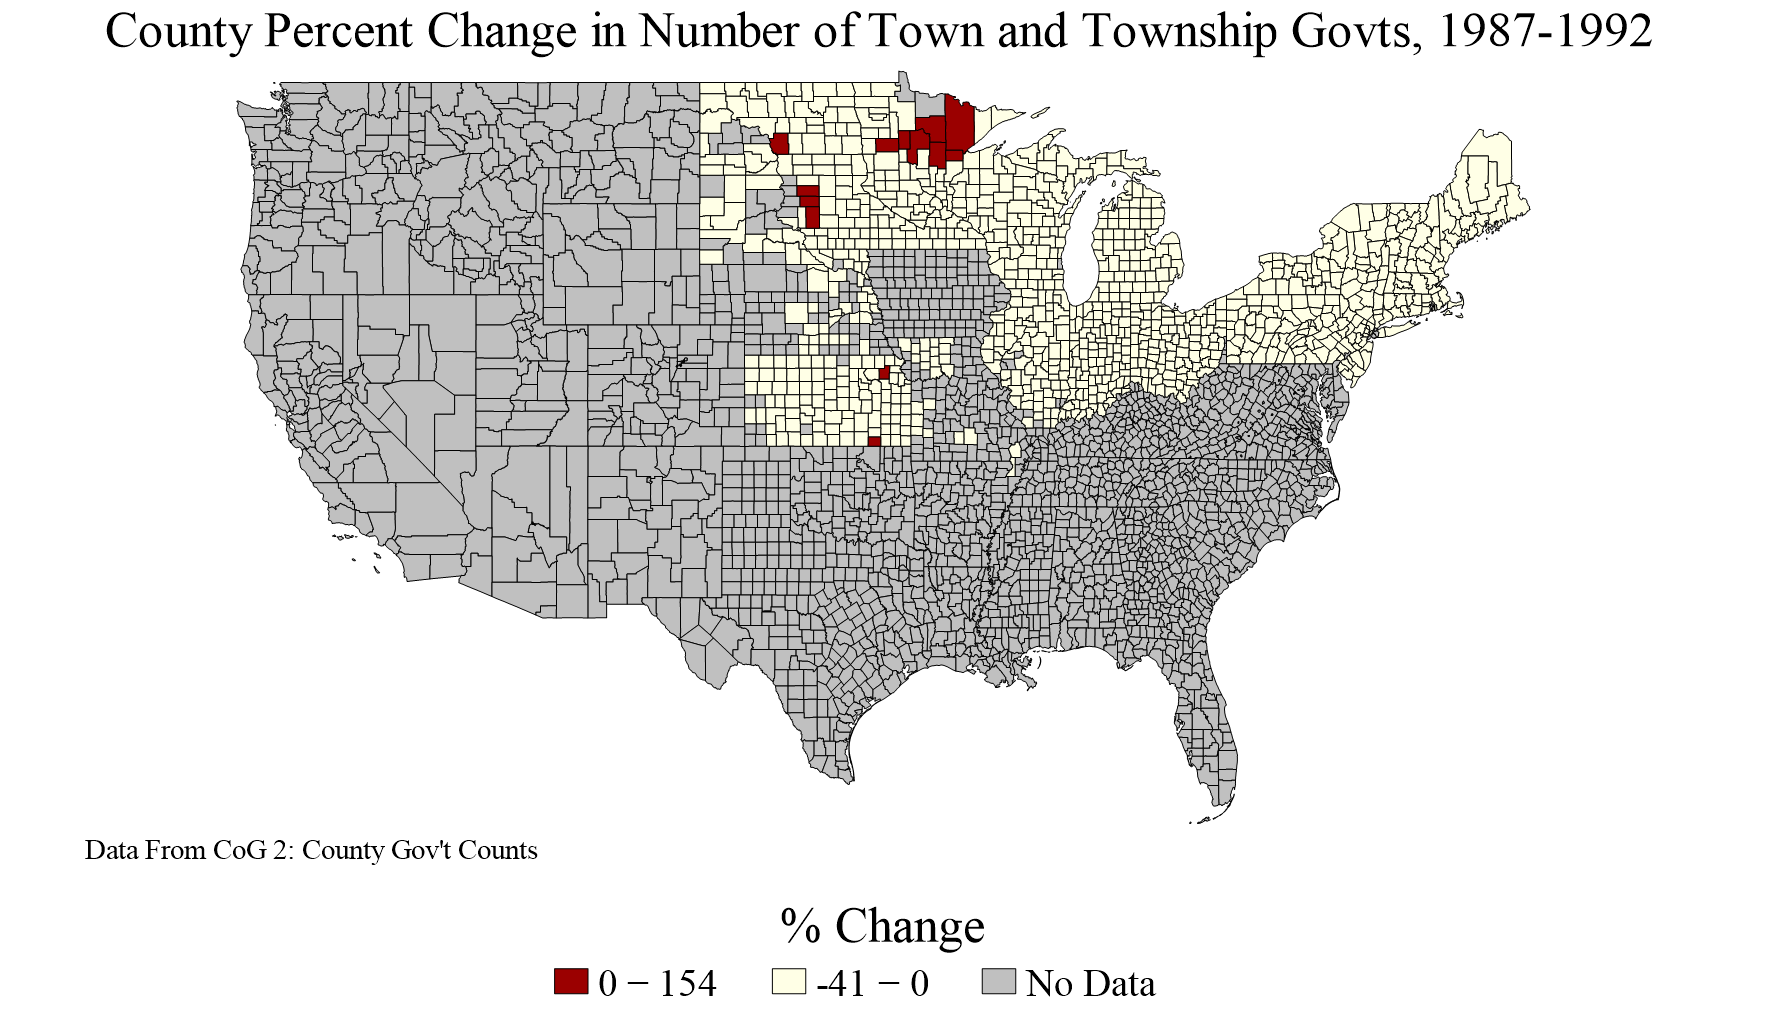 County Percent Change in Number of Town and Township Govts, 1987-1992
Data From CoG 2: County Gov't Counts
% Change
0 − 154 -41 − 0 No Data